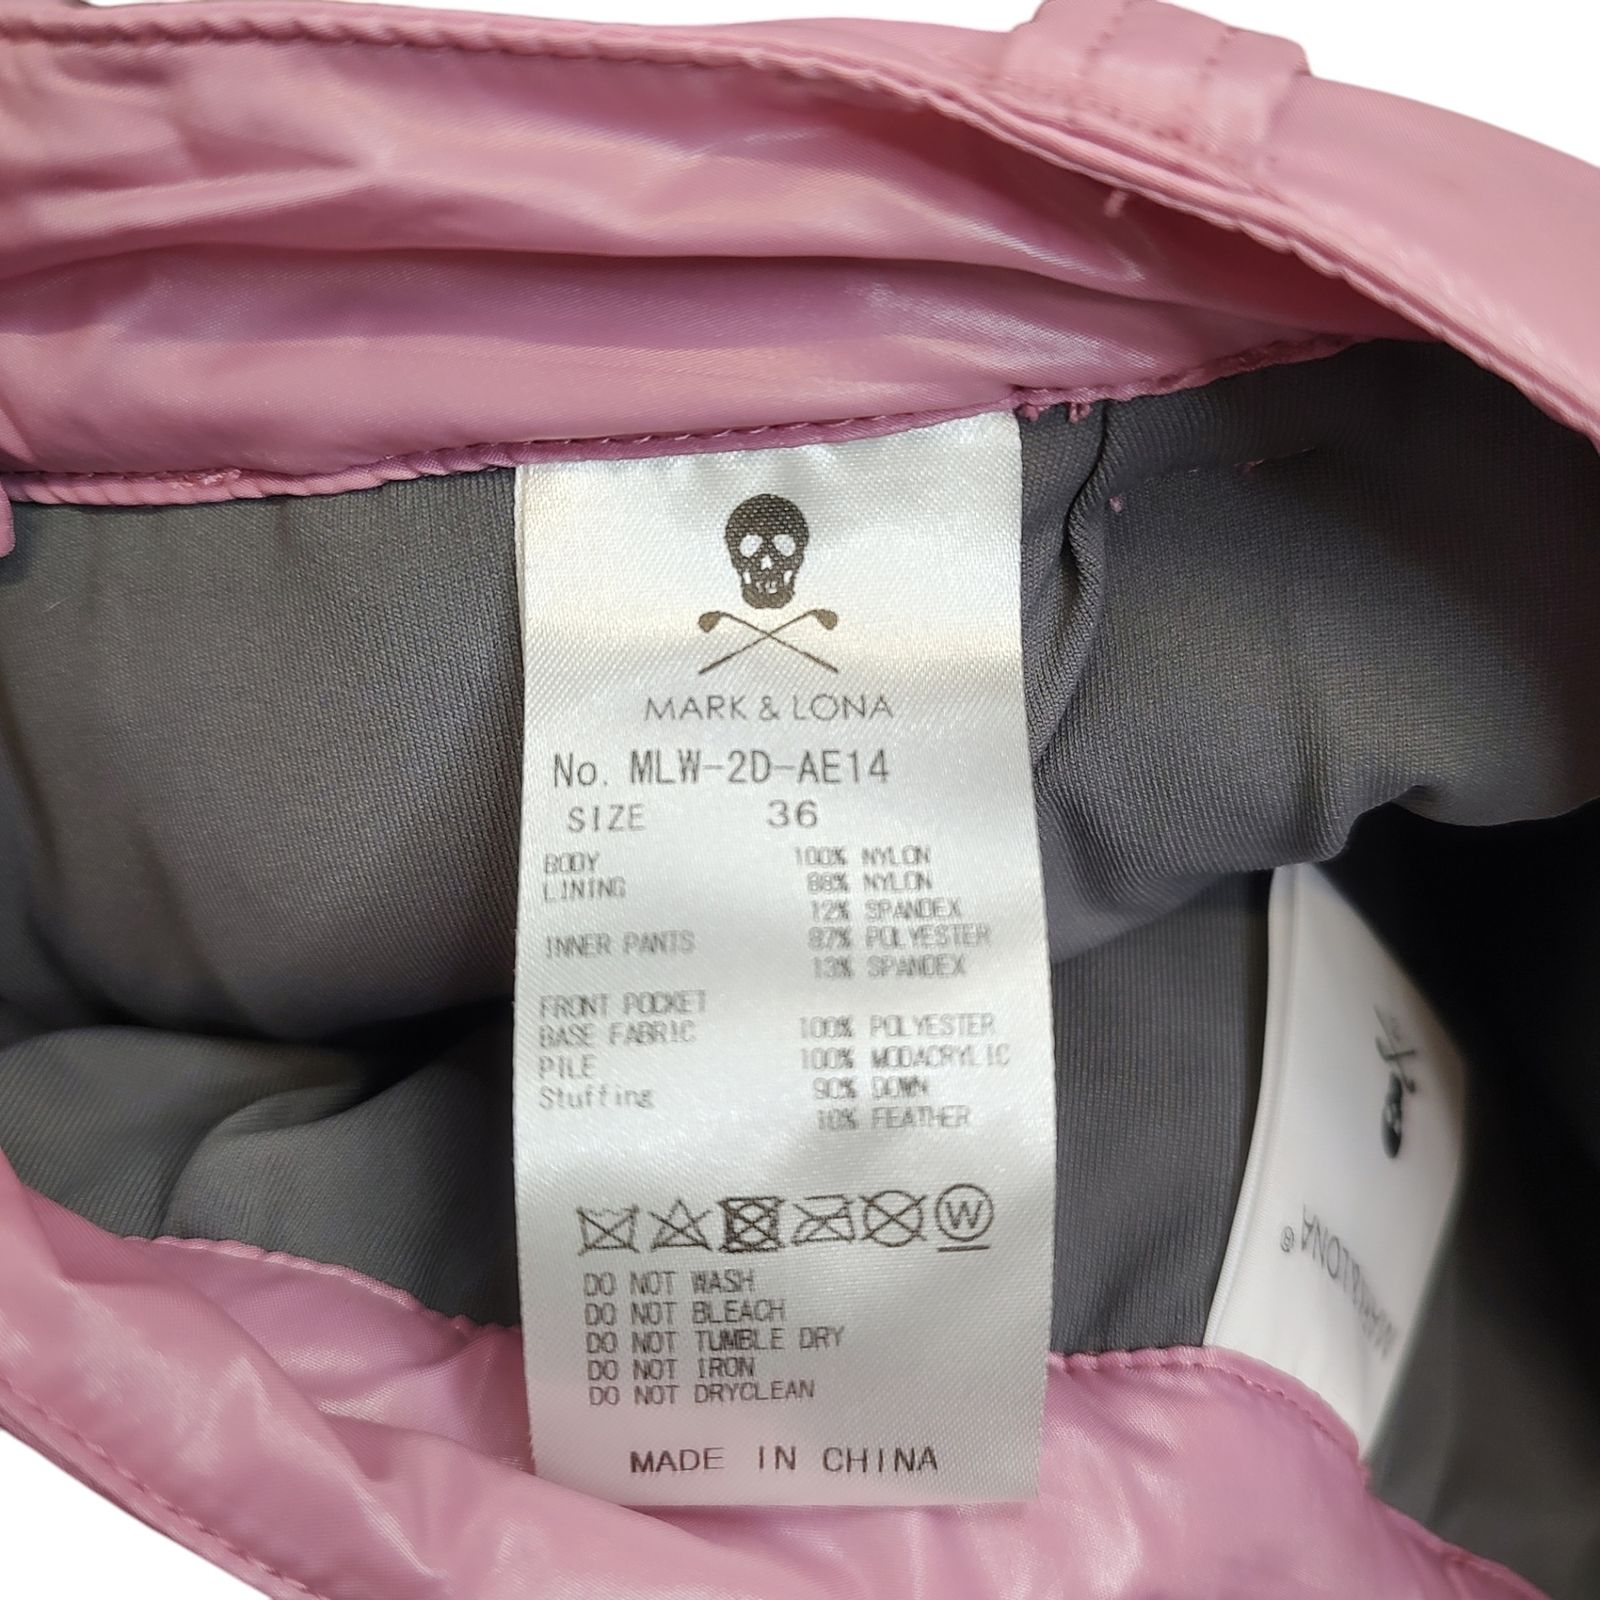 MARK & LONA
No. MLW-2D-AE14
SIZE 36
BODY 100% NYLON
LINING 88% NYLON
12% SPANDEX
INNER PANTS 87% POLYESTER
13% SPANDEX
FRONT POCKET
BASE FABRIC 100% POLYESTER
PILE 100% MODACRYLIC
Stuffing 90% DOWN
10% FEATHER
W
DO NOT WASH
DO NOT BLEACH
DO NOT TUMBLE DRY
DO NOT IRON
DO NOT DRYCLEAN
MADE IN CHINA
MARK&LONA®